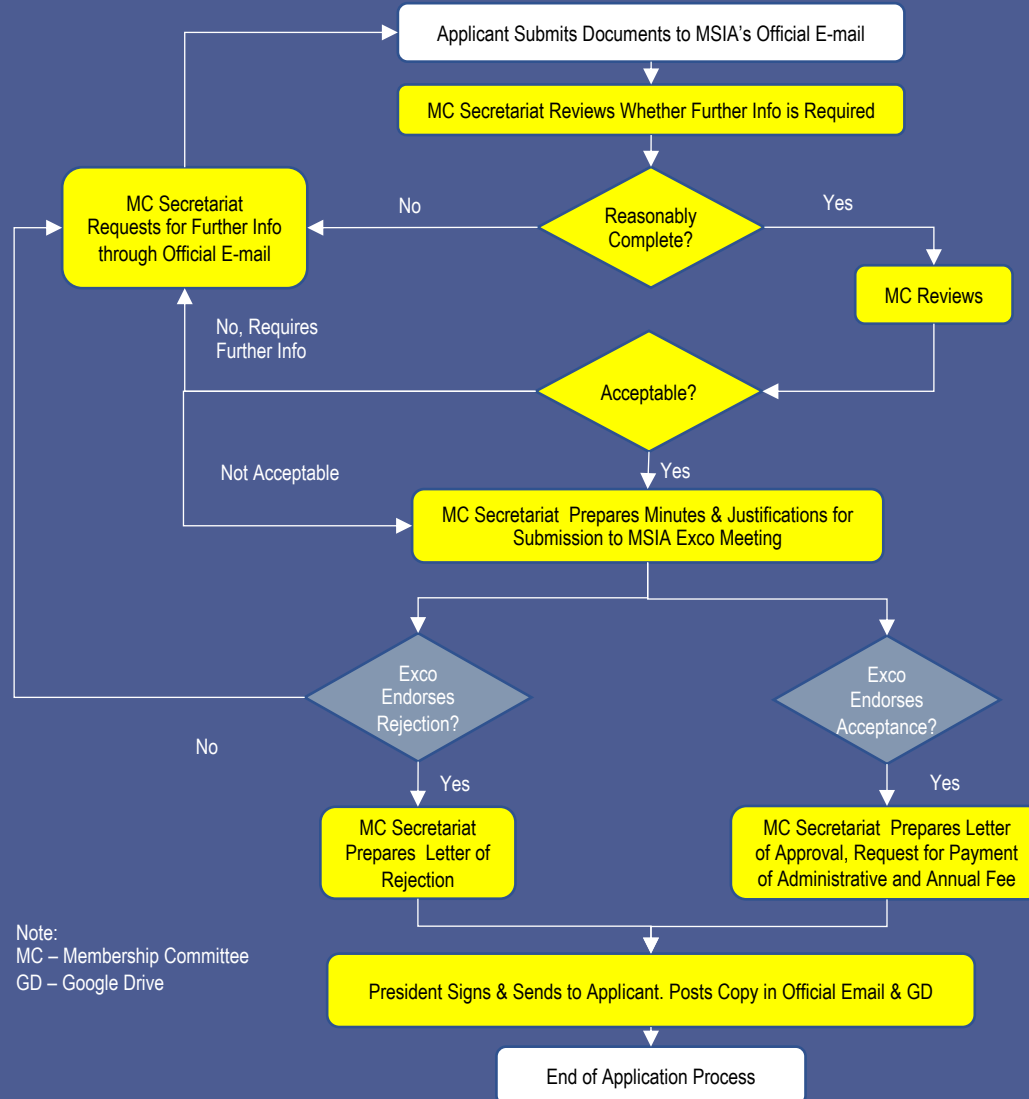 Applicant Submits Documents to MSIA's Official E-mail
MC Secretariat Reviews Whether Further Info is Required
MC Secretariat
Requests for Further Info
through Official E-mail
No
Reasonably
Complete?
Yes
MC Reviews
No, Requires
Further Info
Acceptable?
Not Acceptable
Yes
MC Secretariat Prepares Minutes & Justifications for
Submission to MSIA Exco Meeting
Exco
Endorses
Rejection?
Exco
Endorses
Acceptance?
No
Yes
Yes
MC Secretariat
Prepares Letter of
Rejection
MC Secretariat Prepares Letter
of Approval, Request for Payment
of Administrative and Annual Fee
Note:
MC – Membership Committee
GD – Google Drive
President Signs & Sends to Applicant. Posts Copy in Official Email & GD
End of Application Process